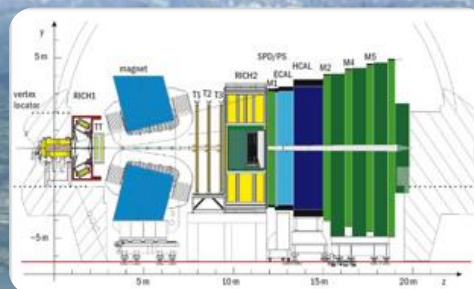 y
SPD/PS
HCAL
5m
magnet
ECAL
M5
M4
M2
M1
RICH2
vertex
locator
RICH1
TT
T1
T2
T3
−5m
5m
10m
15m
20m
z